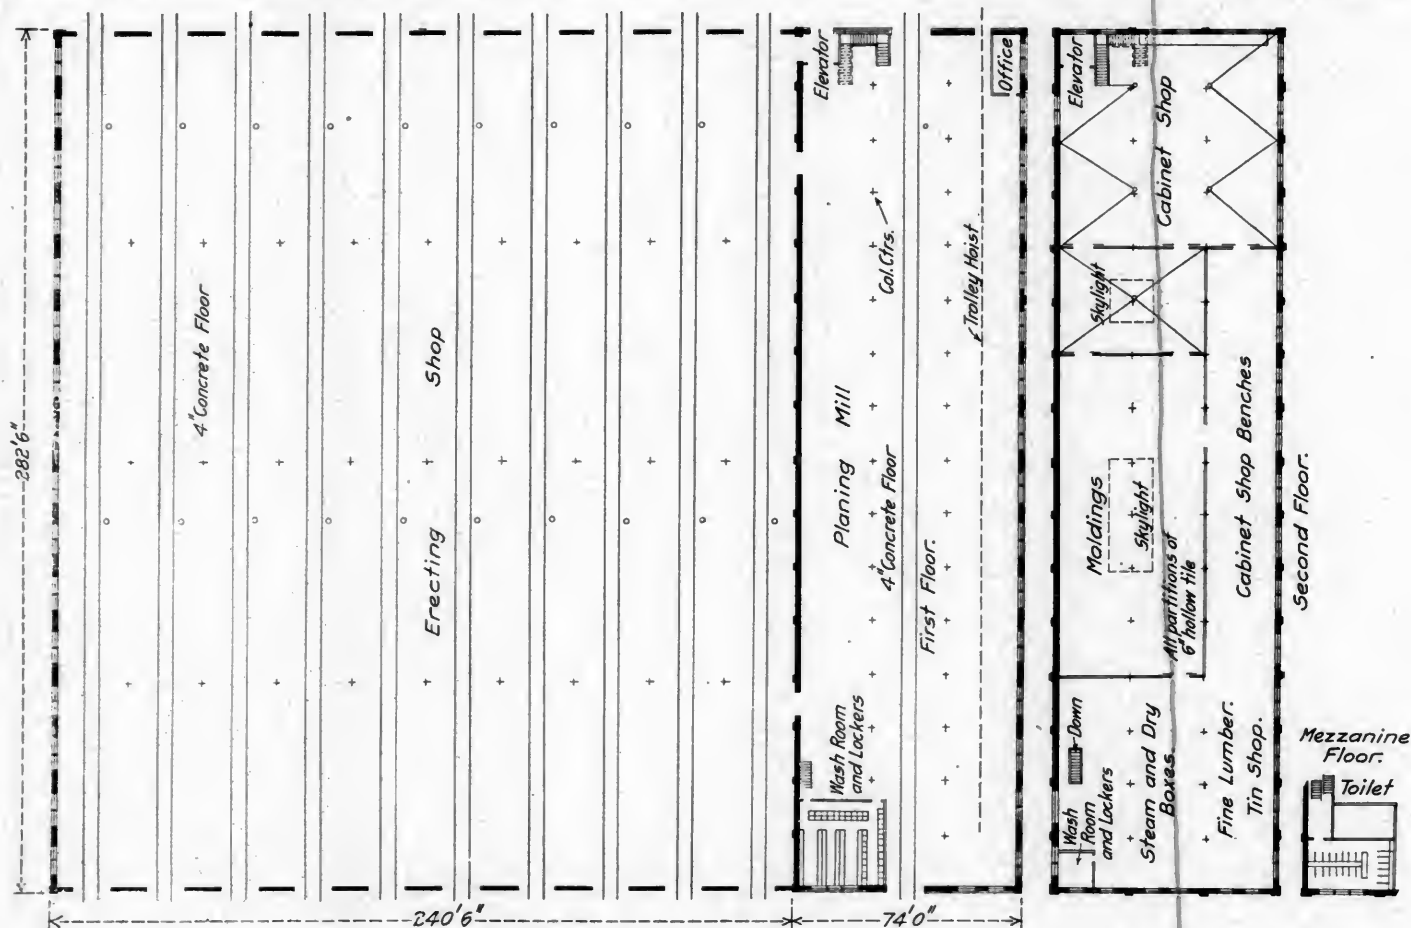 282'6"
4" Concrete Floor
Erecting Shop
240'6"
Elevator
Office
Col. Ctrs.
Trolley Hoist
Planing Mill
4" Concrete Floor
First Floor.
Wash Room
and Lockers
74'0"
Elevator
Cabinet Shop
Skylight
Moldings
Skylight
All partitions of
6" hollow tile
Cabinet Shop Benches
Second Floor.
Down
Wash
Room
and Lockers
Steam and Dry
Boxes.
Fine Lumber.
Tin Shop.
Mezzanine
Floor.
Toilet